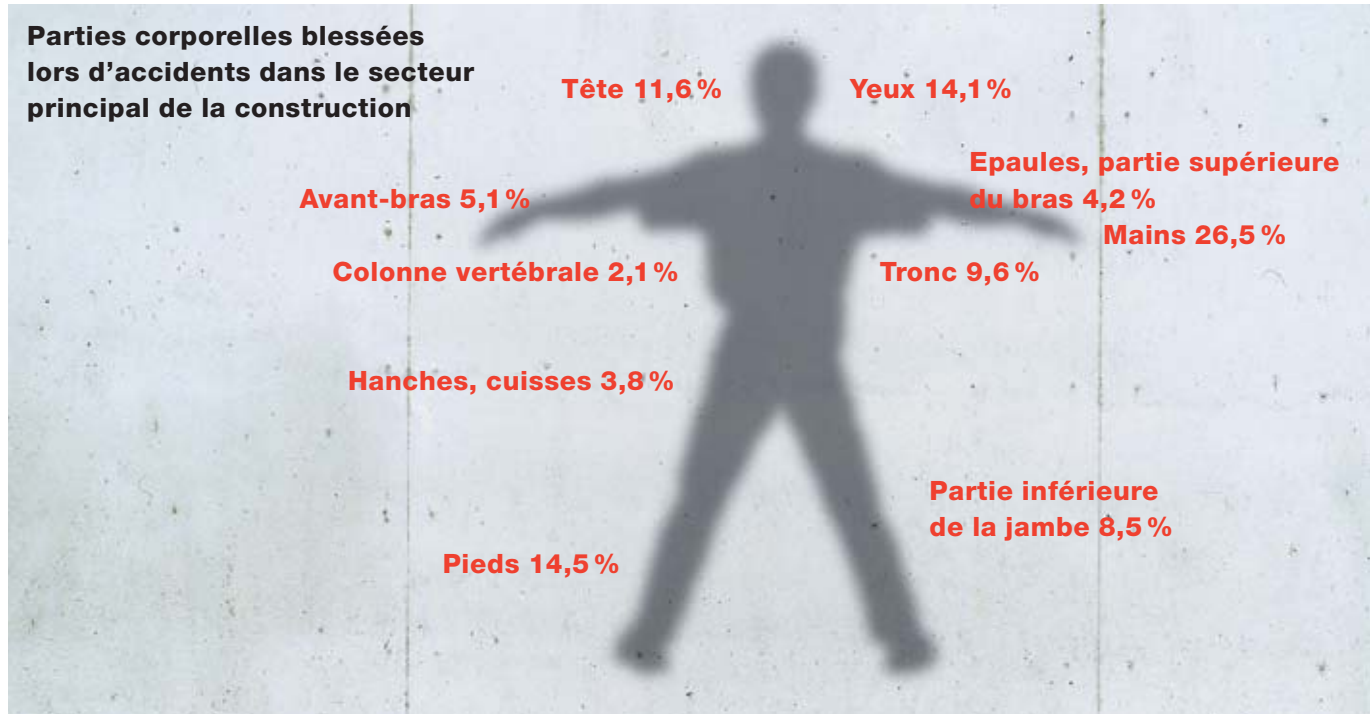 Parties corporelles blessées
lors d’accidents dans le secteur
principal de la construction
Tête 11,6 %
Yeux 14,1 %
Epaules, partie supérieure
du bras 4,2 %
Avant-bras 5,1 %
Mains 26,5 %
Colonne vertébrale 2,1 %
Tronc 9,6 %
Hanches, cuisses 3,8 %
Partie inférieure
de la jambe 8,5 %
Pieds 14,5 %